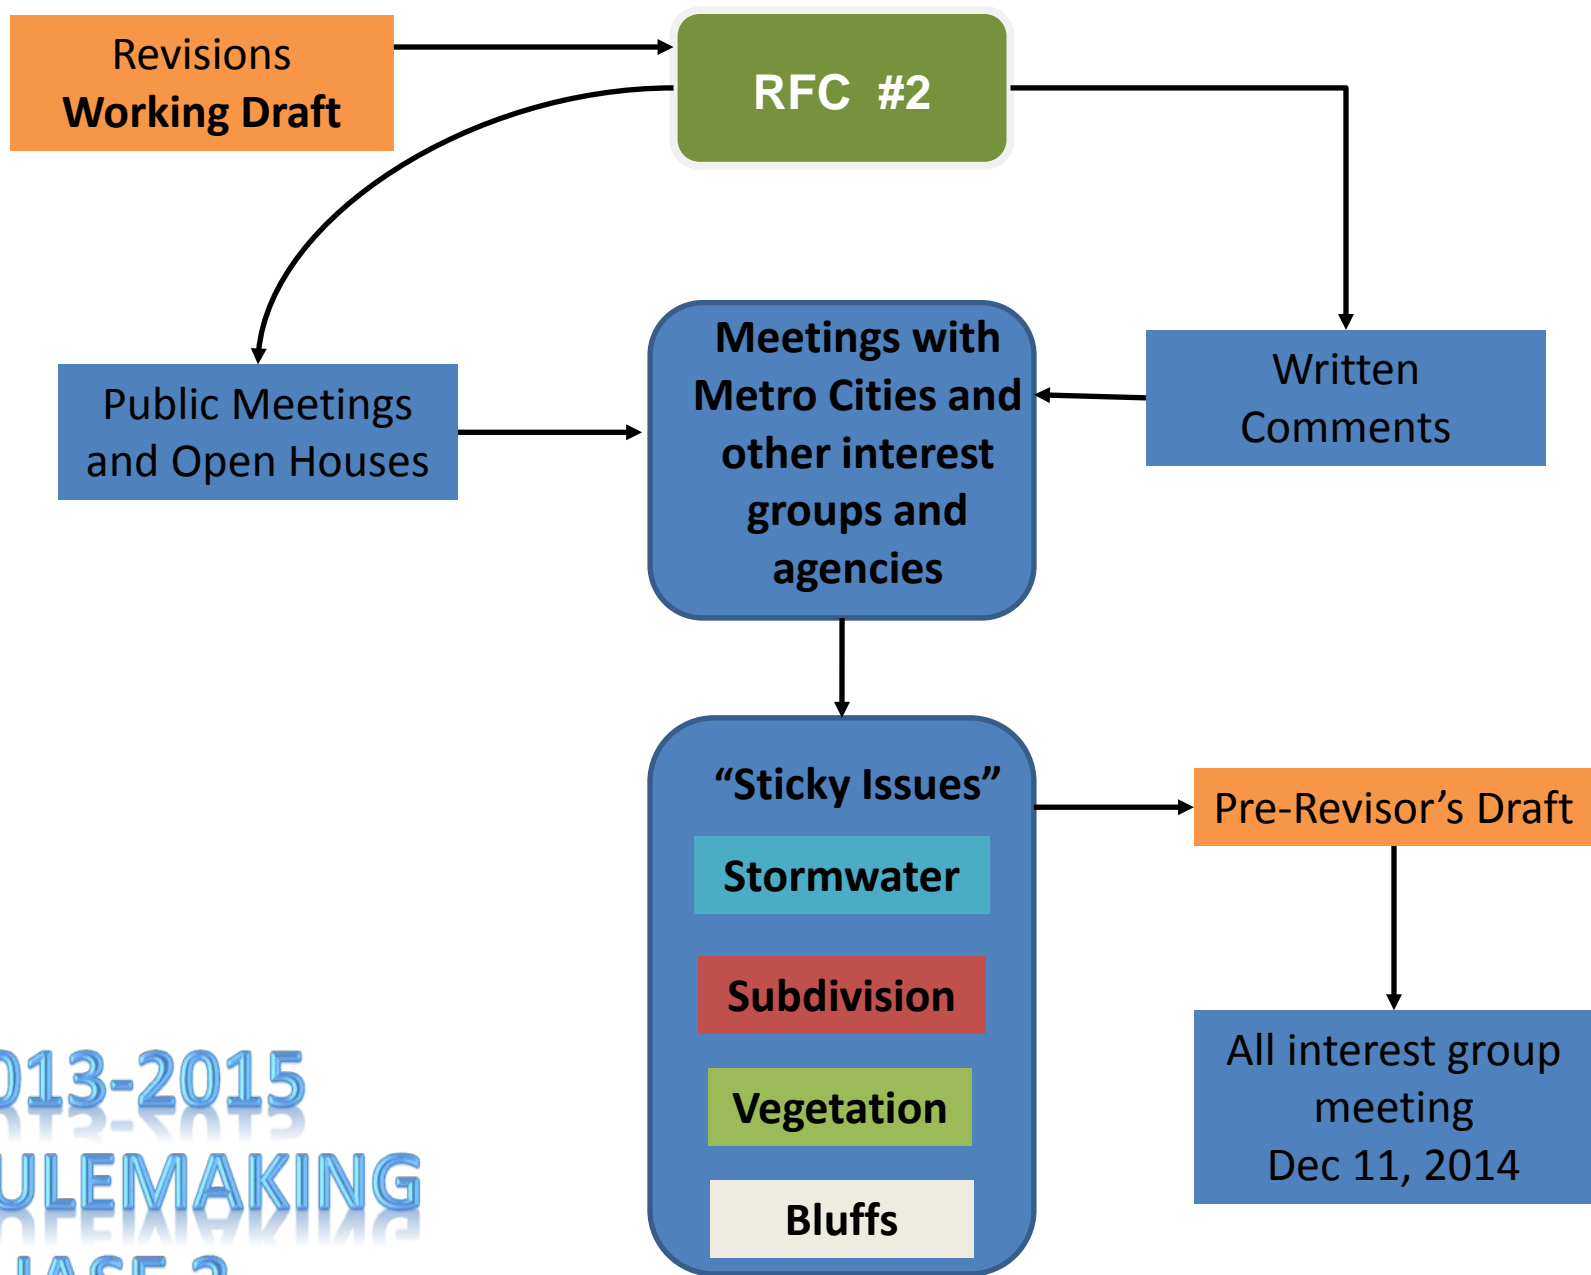 Revisions
Working Draft
RFC #2
Public Meetings
and Open Houses
Meetings with
Metro Cities and
other interest
groups and
agencies
Written
Comments
“Sticky Issues”
Stormwater
Subdivision
Vegetation
Bluffs
Pre-Revisor’s Draft
All interest group
meeting
Dec 11, 2014
013-2015
ULEMAKING